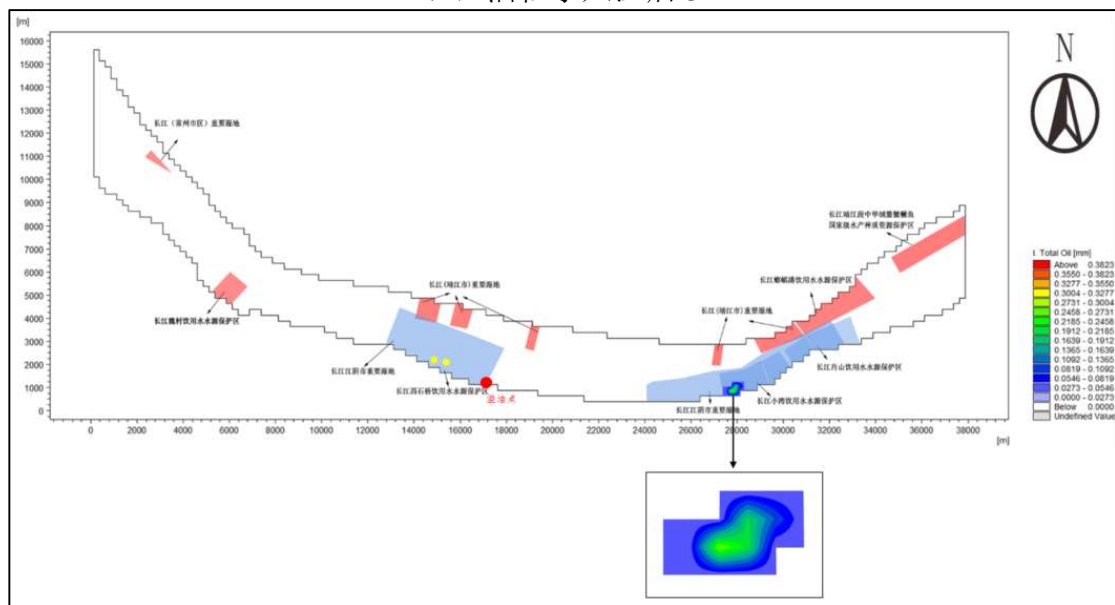 [m]
16000
15000
14000
13000
12000
11000
10000
9000
8000
7000
6000
5000
4000
3000
2000
1000
0
0 2000 4000 6000 8000 10000 12000 14000 16000 18000 20000 22000 24000 26000 28000 30000 32000 34000 36000 38000
[m]
长江(常州市区)重要湿地
长江魏村饮用水水源保护区
长江(靖江市)重要湿地
长江江阴市重要湿地
长江西石桥饮用水水源保护区
溢油点
长江(靖江市)重要湿地
长江靖江段中华绒螯蟹鳜鱼
国家级水产种质资源保护区
长江蟛蜞港饮用水水源保护区
长江肖山饮用水水源保护区
长江小湾饮用水水源保护区
长江江阴市重要湿地
N
I. Total Oil [mm]
Above 0.3823
0.3550 - 0.3823
0.3277 - 0.3550
0.3004 - 0.3277
0.2731 - 0.3004
0.2458 - 0.2731
0.2185 - 0.2458
0.1912 - 0.2185
0.1639 - 0.1912
0.1365 - 0.1639
0.1092 - 0.1365
0.0819 - 0.1092
0.0546 - 0.0819
0.0273 - 0.0546
0.0000 - 0.0273
Below 0.0000
Undefined Value